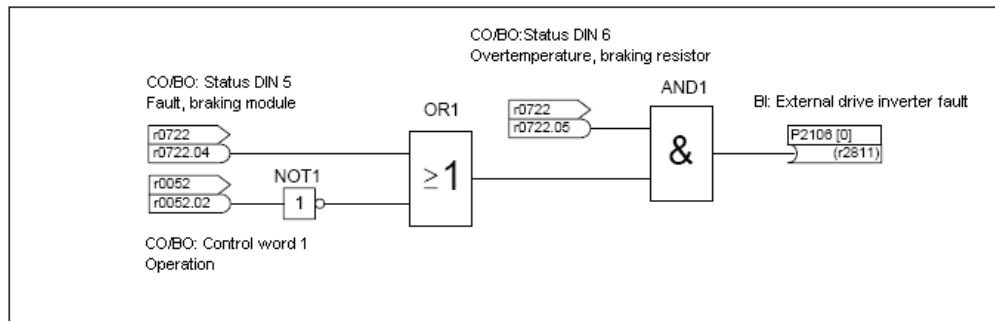 CO/BO:Status DIN 6
Overtemperature, braking resistor
CO/BO: Status DIN 5
Fault, braking module
OR1
AND1
BI: External drive inverter fault
r0722
r0722.05
r0722
r0722.04
P2106 [0]
(r2811)
&
≥1
r0052
r0052.02
NOT1
1
CO/BO: Control word 1
Operation